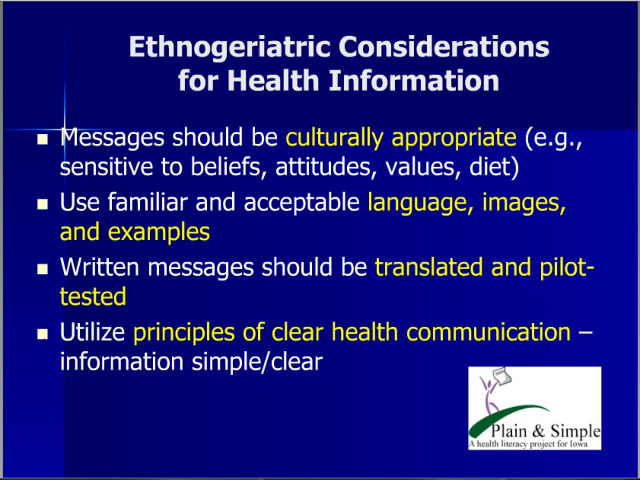 Ethnogeriatric Considerations
for Health Information
Messages should be culturally appropriate (e.g.,
sensitive to beliefs, attitudes, values, diet)
Use familiar and acceptable language, images,
and examples
Written messages should be translated and pilot-
tested
Utilize principles of clear health communication –
information simple/clear
Plain & Simple
A health literacy project for Iowa